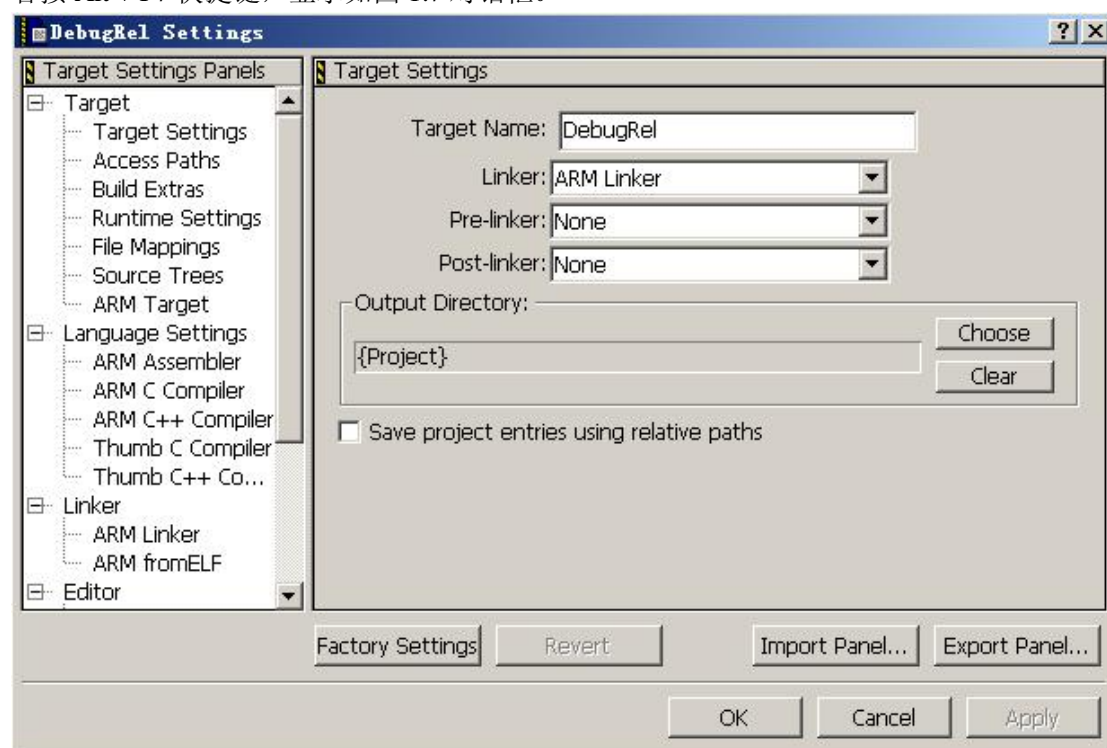 DebugRel Settings
Target Settings Panels
Target
Target Settings
Access Paths
Build Extras
Runtime Settings
File Mappings
Source Trees
ARM Target
Language Settings
ARM Assembler
ARM C Compiler
ARM C++ Compiler
Thumb C Compiler
Thumb C++ Co...
Linker
ARM Linker
ARM fromELF
Editor
Target Settings
Target Name: DebugRel
Linker: ARM Linker
Pre-linker: None
Post-linker: None
Output Directory:
{Project}
Choose
Clear
Save project entries using relative paths
Factory Settings
Revert
Import Panel...
Export Panel...
OK
Cancel
Apply